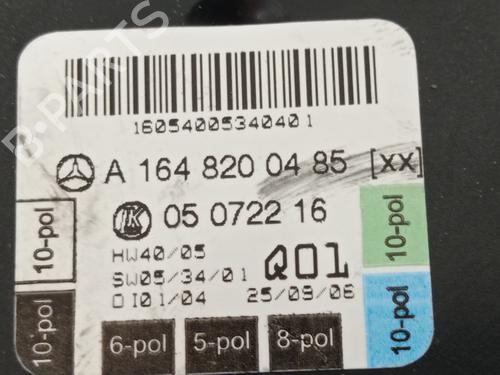 1605400534040 1
A 164 820 04 85 [xx]
05 0722 16
HW40/05
SW05/34/01
DI01/04
25/09/06
Q01
10-pol
10-pol
6-pol
5-pol
8-pol
10-pol
10-pol
B-PARTS